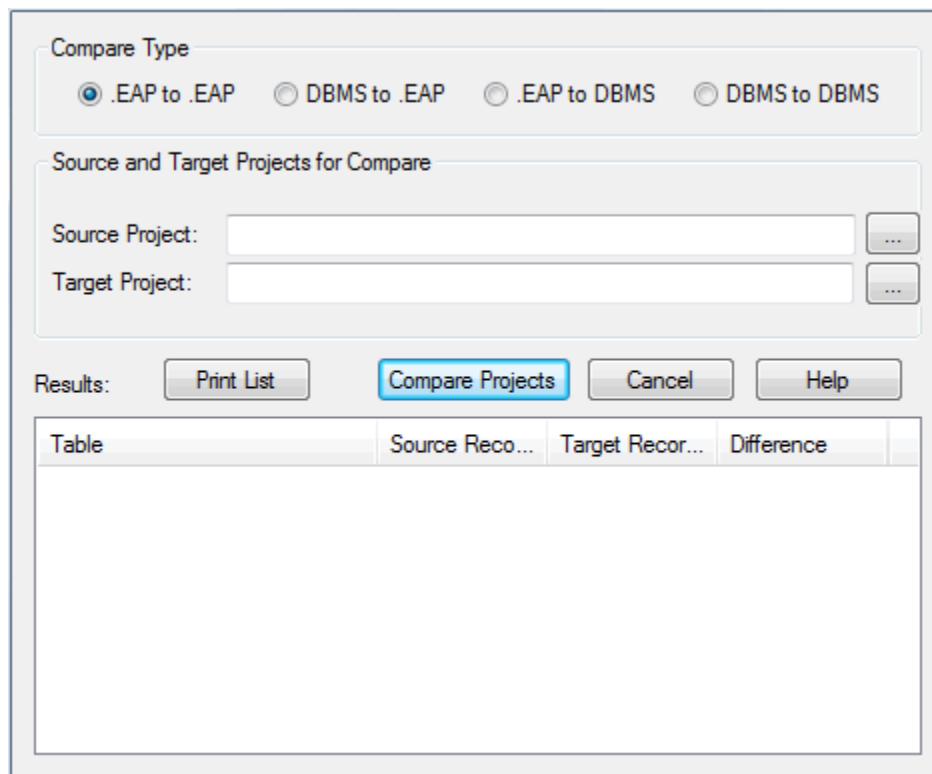 Compare Type
.EAP to .EAP DBMS to .EAP .EAP to DBMS DBMS to DBMS
Source and Target Projects for Compare
Source Project: ...
Target Project: ...
Results: Print List Compare Projects Cancel Help
Table Source Reco... Target Recor... Difference